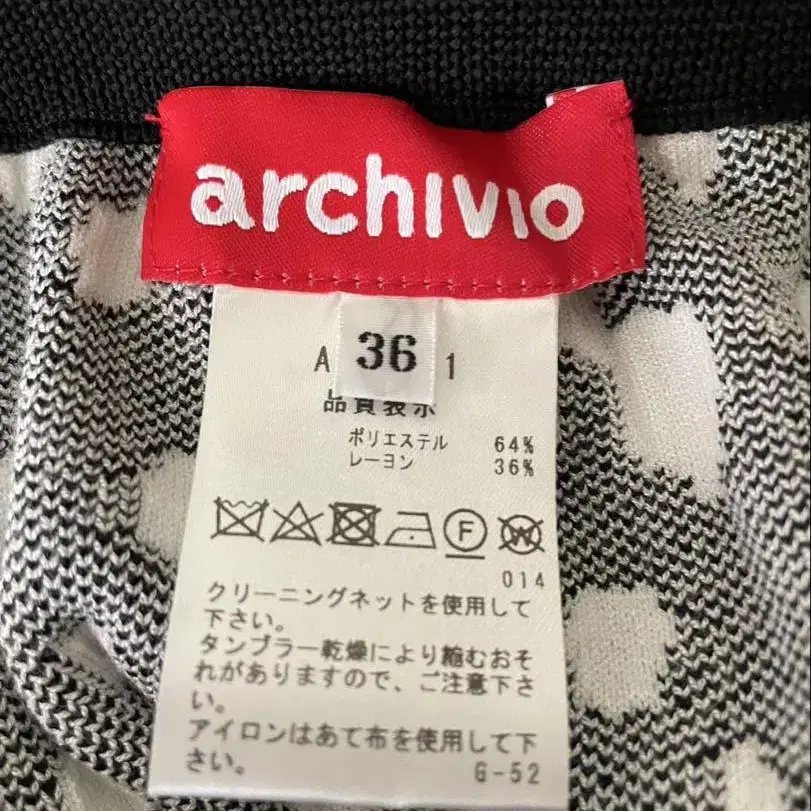 archivio
36
A 1
品質表示
ポリエステル 64%
レーヨン 36%
F W
014
クリーニングネットを使用して
下さい。
タンブラー乾燥により縮むおそ
れがありますので、ご注意下さ
い。
アイロンはあて布を使用して下
さい。
G-52